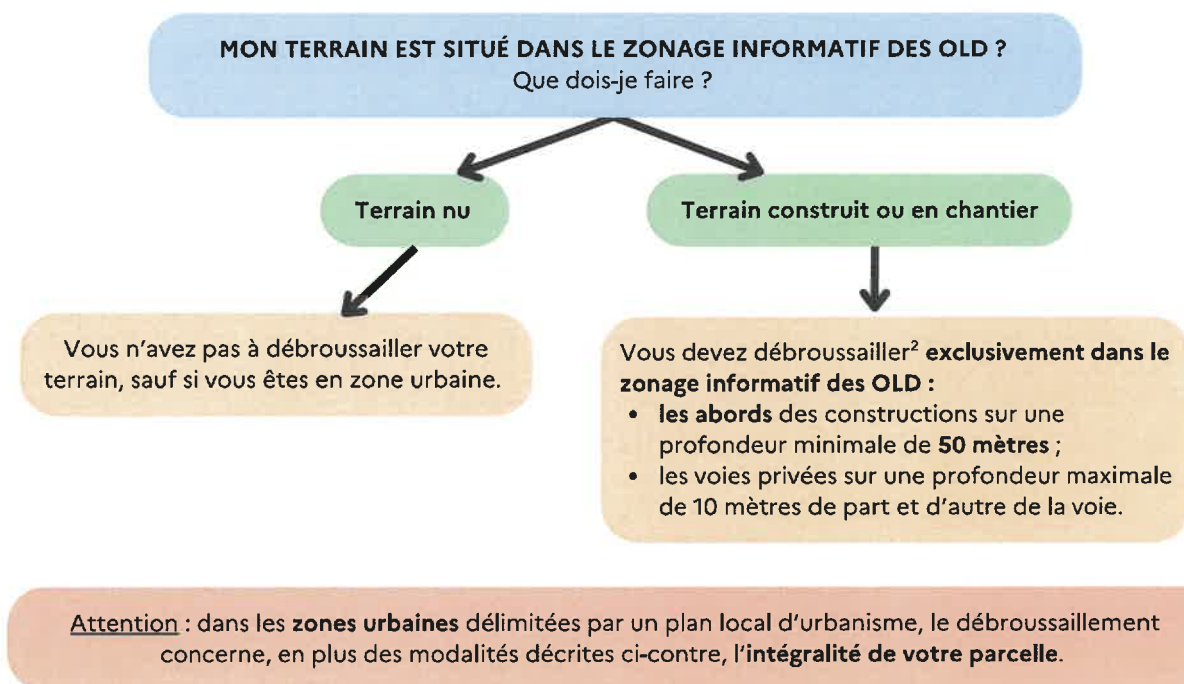 MON TERRAIN EST SITUÉ DANS LE ZONAGE INFORMATIF DES OLD ?
Que dois-je faire ?
Terrain nu
Terrain construit ou en chantier
Vous n'avez pas à débroussailler votre
terrain, sauf si vous êtes en zone urbaine.
Vous devez débroussailler² exclusivement dans le
zonage informatif des OLD :
• les abords des constructions sur une
profondeur minimale de 50 mètres ;
• les voies privées sur une profondeur maximale
de 10 mètres de part et d'autre de la voie.
Attention : dans les zones urbaines délimitées par un plan local d'urbanisme, le débroussaillement
concerne, en plus des modalités décrites ci-contre, l'intégralité de votre parcelle.